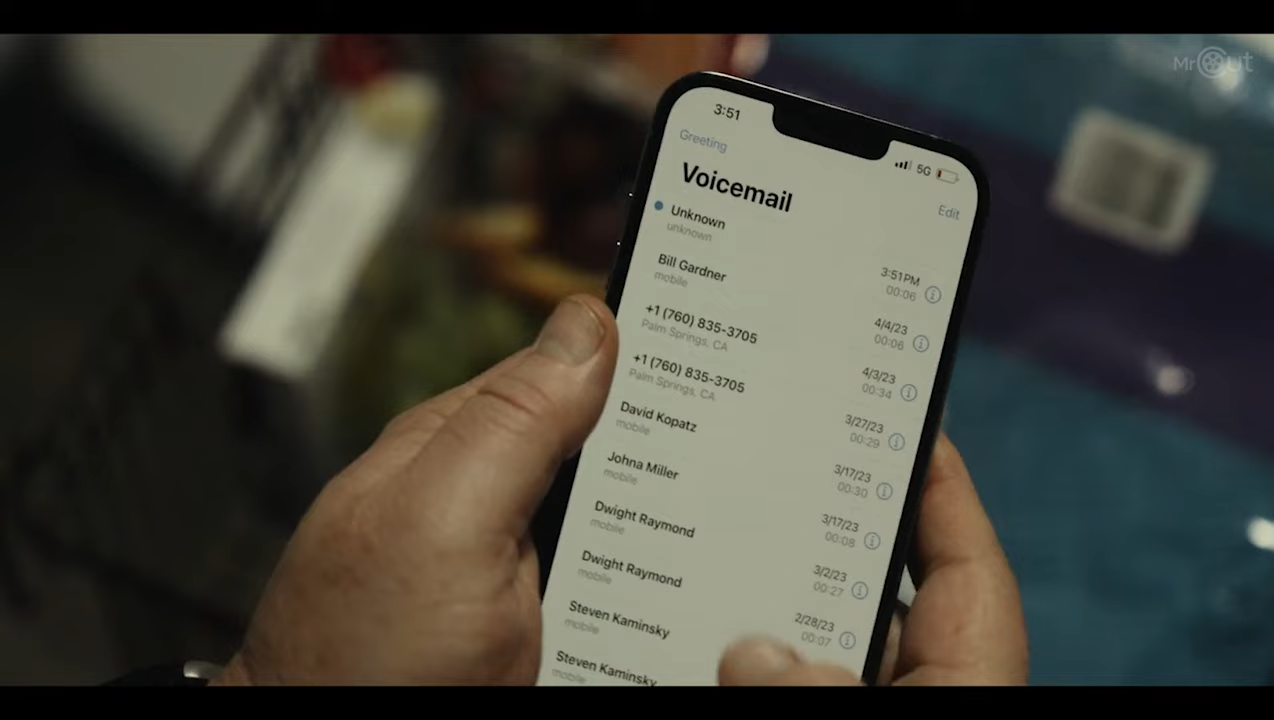 MrOut
3:51
5G
Greeting
Edit
Voicemail
Unknown 3:51PM
unknown 00:06
Bill Gardner 4/4/23
mobile 00:06
+1 (760) 835-3705 4/3/23
Palm Springs, CA 00:34
+1 (760) 835-3705 3/27/23
Palm Springs, CA 00:29
David Kopatz 3/17/23
mobile 00:30
Johna Miller 3/17/23
mobile 00:08
Dwight Raymond 3/2/23
mobile 00:27
Dwight Raymond 2/28/23
mobile 00:07
Steven Kaminsky
mobile
Steven Kaminsky
mobile